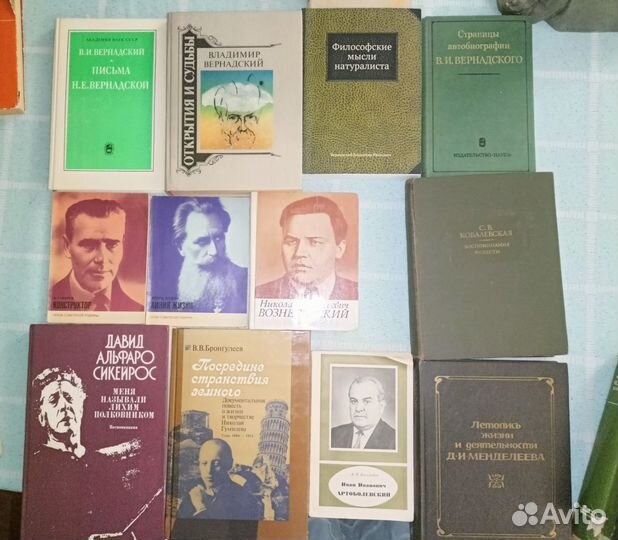 АКАДЕМИЯ НАУК СССР
В.И.ВЕРНАДСКИЙ
ПИСЬМА
Н.Е.ВЕРНАДСКОЙ
ОТКРЫТИЯ И СУДЬБЫ
ВЛАДИМИР
ВЕРНАДСКИЙ
Философские
мысли
натуралиста
Страницы
автобиографии
В.И.ВЕРНАДСКОГО
ИЗДАТЕЛЬСТВО «НАУКА»
КОНСТРУКТОР
ЖИЗНИ
Николай
ВОЗНЕСЕНСКИЙ
С. В.
КОВАЛЕВСКАЯ
ВОСПОМИНАНИЯ
ПОВЕСТИ
ДАВИД
АЛЬФАРО
СИКЕЙРОС
МЕНЯ
НАЗЫВАЛИ
ЛИХИМ
ПОЛКОВНИКОМ
Воспоминания
В.В.Бронгулеев
Посредине
странствия
земного
Документальная
повесть
о жизни
и творчестве
Николая
Гумилева
Иван Иванович
АРТОБОЛЕВСКИЙ
Летопись
жизни
и деятельности
Д·И·МЕНДЕЛЕЕВА
Avito